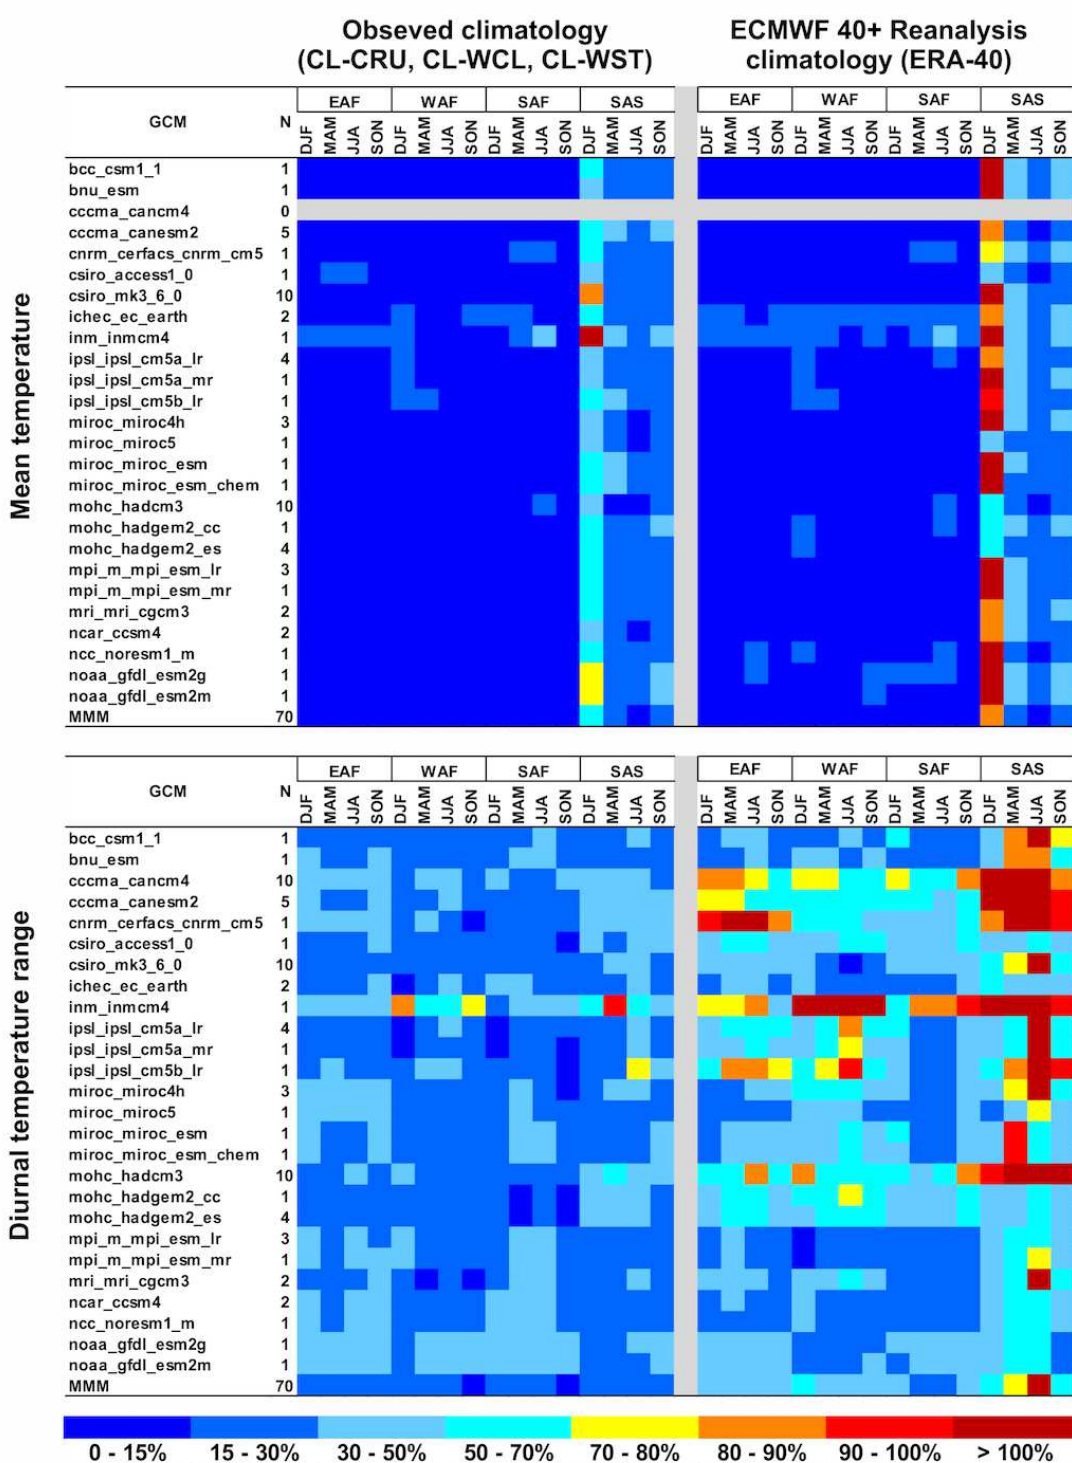 Obseved climatology
(CL-CRU, CL-WCL, CL-WST)
ECMWF 40+ Reanalysis
climatology (ERA-40)
Mean temperature
GCM N EAF WAF SAF SAS EAF WAF SAF SAS
DJF MAM JJA SON DJF MAM JJA SON DJF MAM JJA SON DJF MAM JJA SON DJF MAM JJA SON DJF MAM JJA SON DJF MAM JJA SON DJF MAM JJA SON
bcc_csm1_1 1
bnu_esm 1
cccma_cancm4 0
cccma_canesm2 5
cnrm_cerfacs_cnrm_cm5 1
csiro_access1_0 1
csiro_mk3_6_0 10
ichec_ec_earth 2
inm_inmcm4 1
ipsl_ipsl_cm5a_lr 4
ipsl_ipsl_cm5a_mr 1
ipsl_ipsl_cm5b_lr 1
miroc_miroc4h 3
miroc_miroc5 1
miroc_miroc_esm 1
miroc_miroc_esm_chem 1
mohc_hadcm3 10
mohc_hadgem2_cc 1
mohc_hadgem2_es 4
mpi_m_mpi_esm_lr 3
mpi_m_mpi_esm_mr 1
mri_mri_cgcm3 2
ncar_ccsm4 2
ncc_noresm1_m 1
noaa_gfdl_esm2g 1
noaa_gfdl_esm2m 1
MMM 70
Diurnal temperature range
GCM N EAF WAF SAF SAS EAF WAF SAF SAS
DJF MAM JJA SON DJF MAM JJA SON DJF MAM JJA SON DJF MAM JJA SON DJF MAM JJA SON DJF MAM JJA SON DJF MAM JJA SON DJF MAM JJA SON
bcc_csm1_1 1
bnu_esm 1
cccma_cancm4 10
cccma_canesm2 5
cnrm_cerfacs_cnrm_cm5 1
csiro_access1_0 1
csiro_mk3_6_0 10
ichec_ec_earth 2
inm_inmcm4 1
ipsl_ipsl_cm5a_lr 4
ipsl_ipsl_cm5a_mr 1
ipsl_ipsl_cm5b_lr 1
miroc_miroc4h 3
miroc_miroc5 1
miroc_miroc_esm 1
miroc_miroc_esm_chem 1
mohc_hadcm3 10
mohc_hadgem2_cc 1
mohc_hadgem2_es 4
mpi_m_mpi_esm_lr 3
mpi_m_mpi_esm_mr 1
mri_mri_cgcm3 2
ncar_ccsm4 2
ncc_noresm1_m 1
noaa_gfdl_esm2g 1
noaa_gfdl_esm2m 1
MMM 70
0 - 15% 15 - 30% 30 - 50% 50 - 70% 70 - 80% 80 - 90% 90 - 100% > 100%